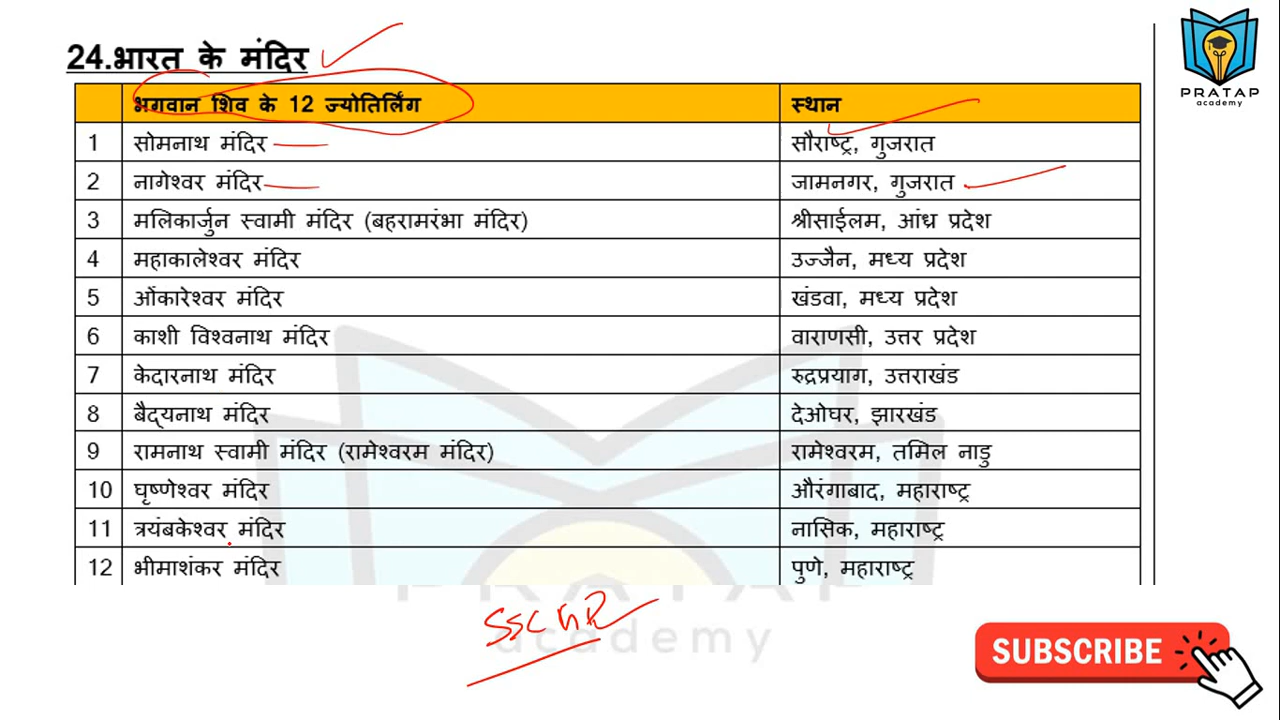 24.भारत के मंदिर
PRATAP
academy
भगवान शिव के 12 ज्योतिर्लिंग स्थान
1 सोमनाथ मंदिर सौराष्ट्र, गुजरात
2 नागेश्वर मंदिर जामनगर, गुजरात
3 मलिकार्जुन स्वामी मंदिर (बहरामरंभा मंदिर) श्रीसाईलम, आंध्र प्रदेश
4 महाकालेश्वर मंदिर उज्जैन, मध्य प्रदेश
5 ओंकारेश्वर मंदिर खंडवा, मध्य प्रदेश
6 काशी विश्वनाथ मंदिर वाराणसी, उत्तर प्रदेश
7 केदारनाथ मंदिर रुद्रप्रयाग, उत्तराखंड
8 बैद्यनाथ मंदिर देओघर, झारखंड
9 रामनाथ स्वामी मंदिर (रामेश्वरम मंदिर) रामेश्वरम, तमिल नाडु
10 घृष्णेश्वर मंदिर औरंगाबाद, महाराष्ट्र
11 त्रयंबकेश्वर मंदिर नासिक, महाराष्ट्र
12 भीमाशंकर मंदिर पुणे, महाराष्ट्र
PRATAP
SSC
academy
SUBSCRIBE